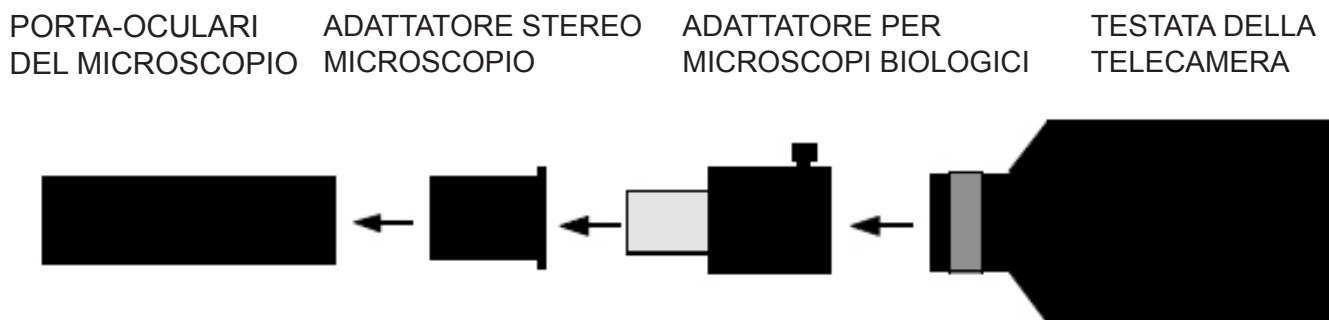 PORTA-OCULARI
DEL MICROSCOPIO
ADATTATORE STEREO
MICROSCOPIO
ADATTATORE PER
MICROSCOPI BIOLOGICI
TESTATA DELLA
TELECAMERA